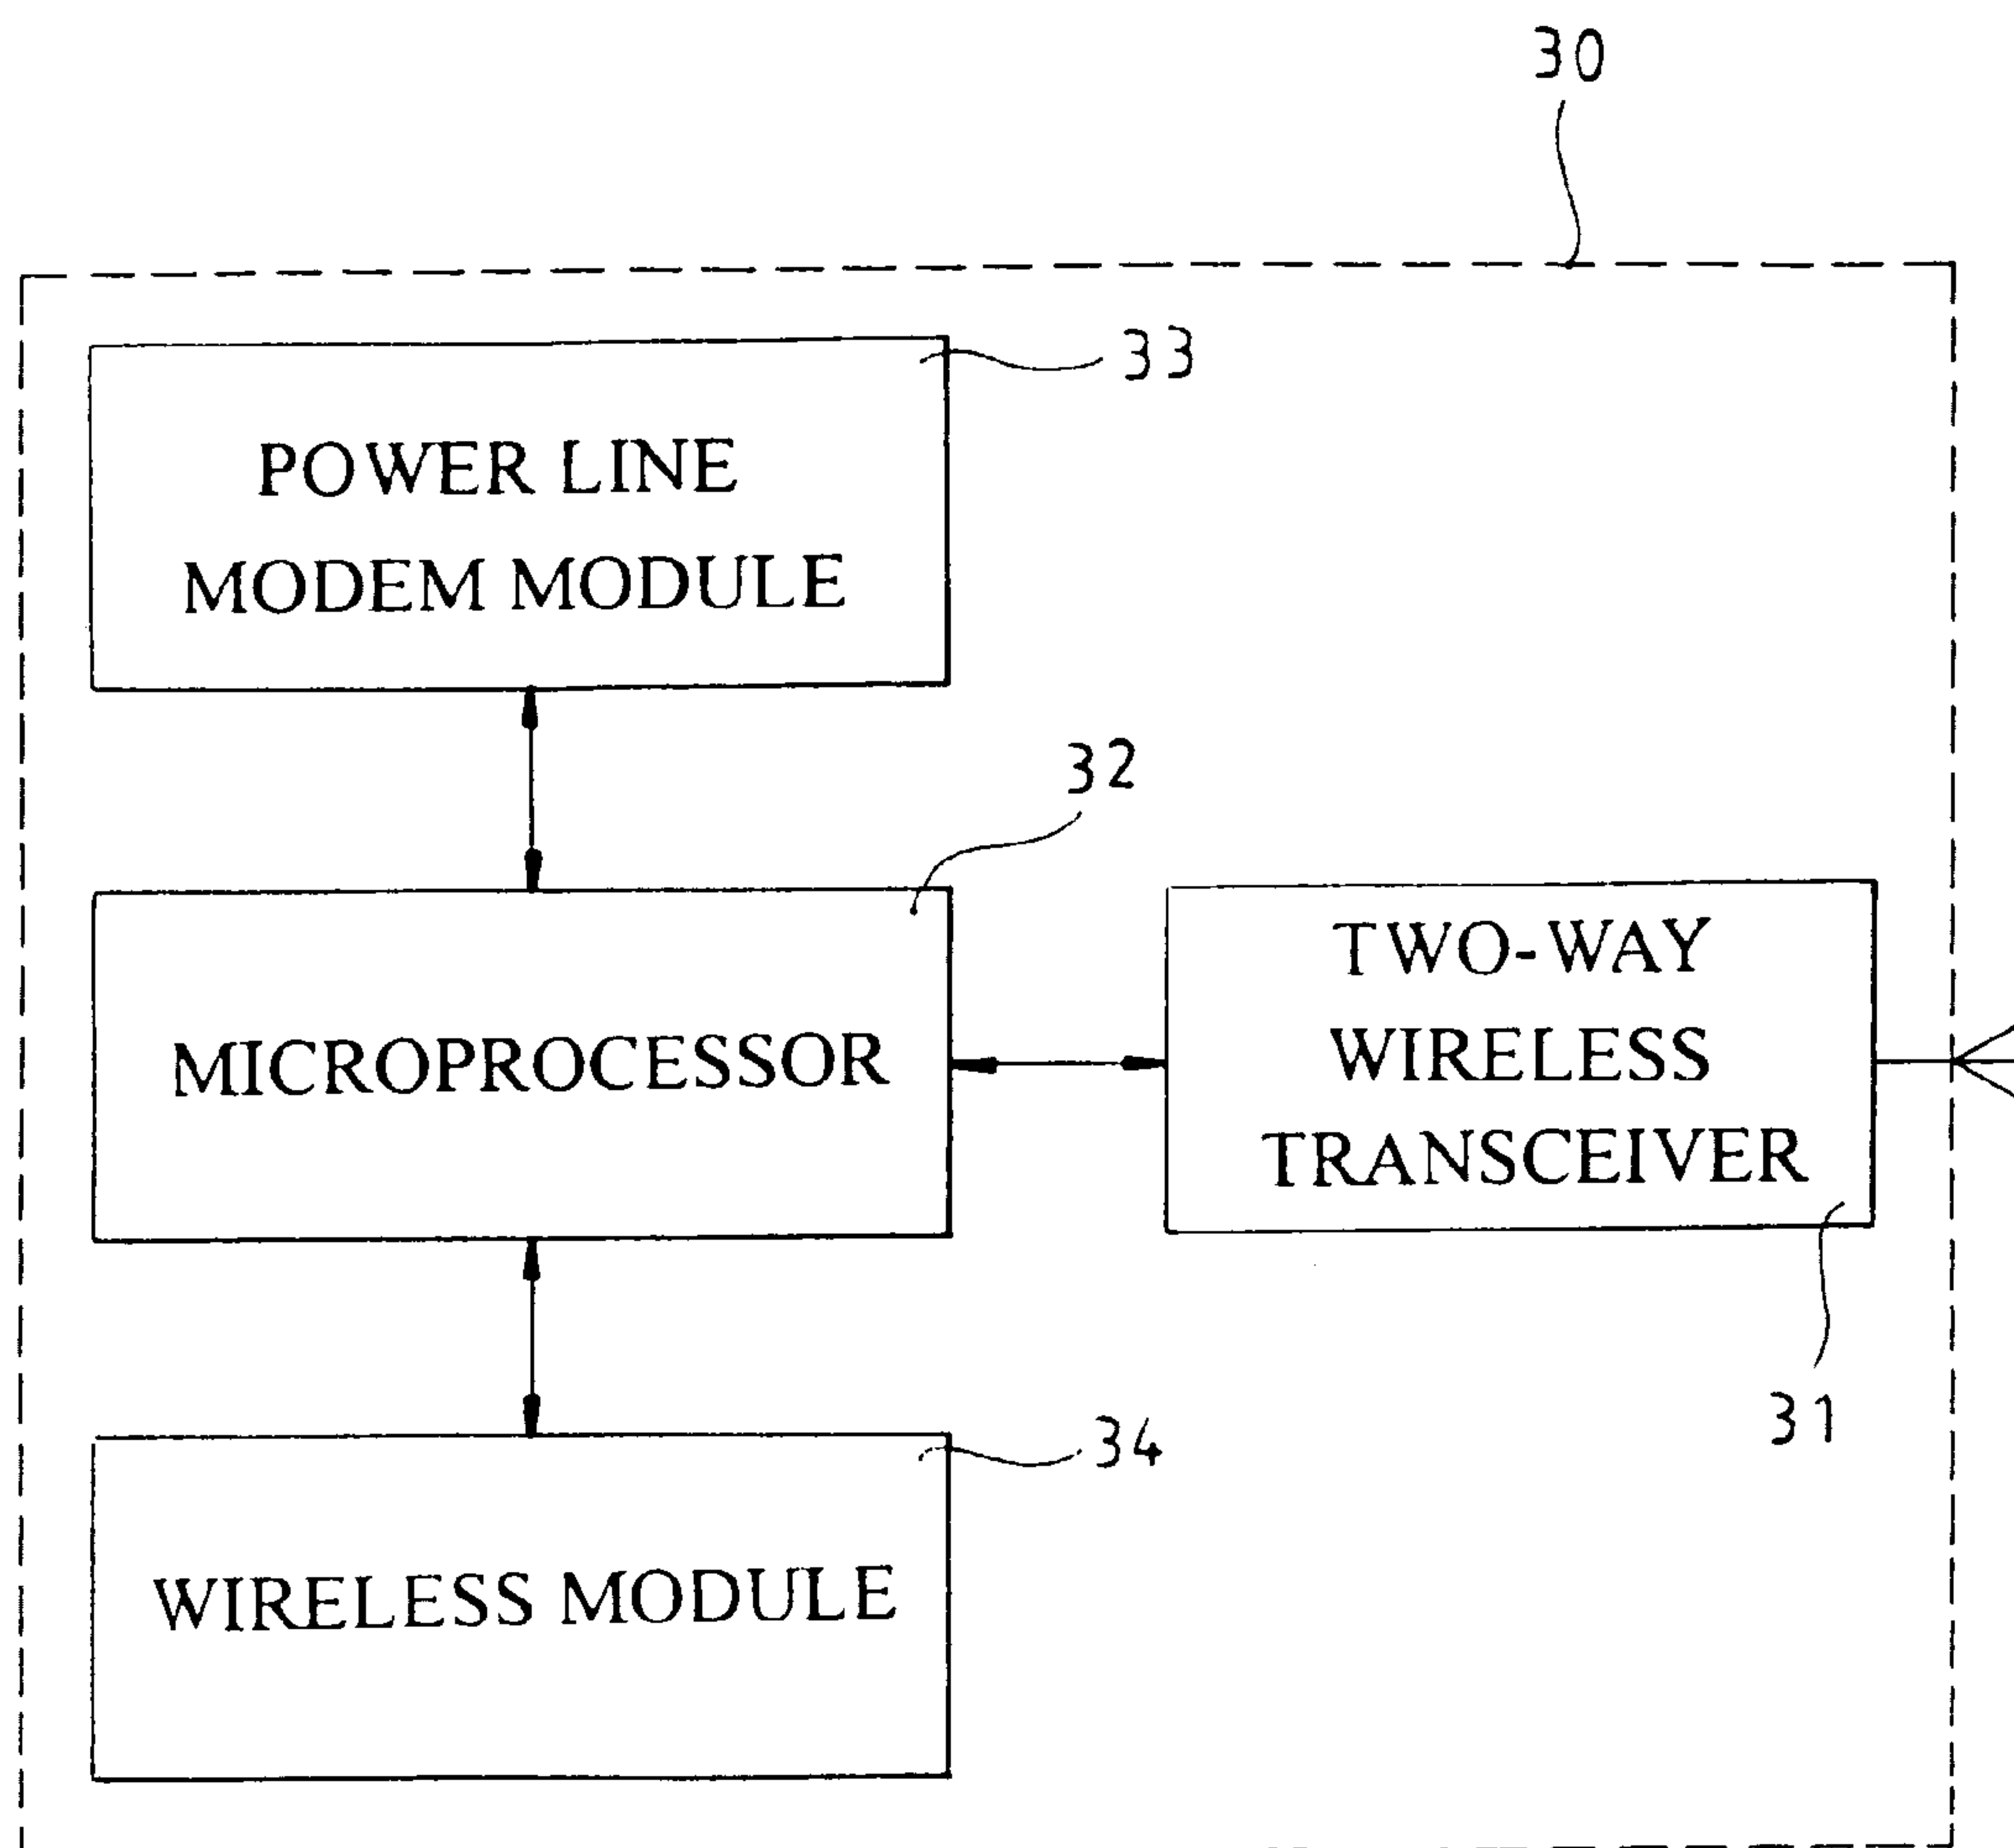 30
33
POWER LINE
MODEM MODULE
32
MICROPROCESSOR
TWO-WAY
WIRELESS
TRANSCEIVER
31
34
WIRELESS MODULE